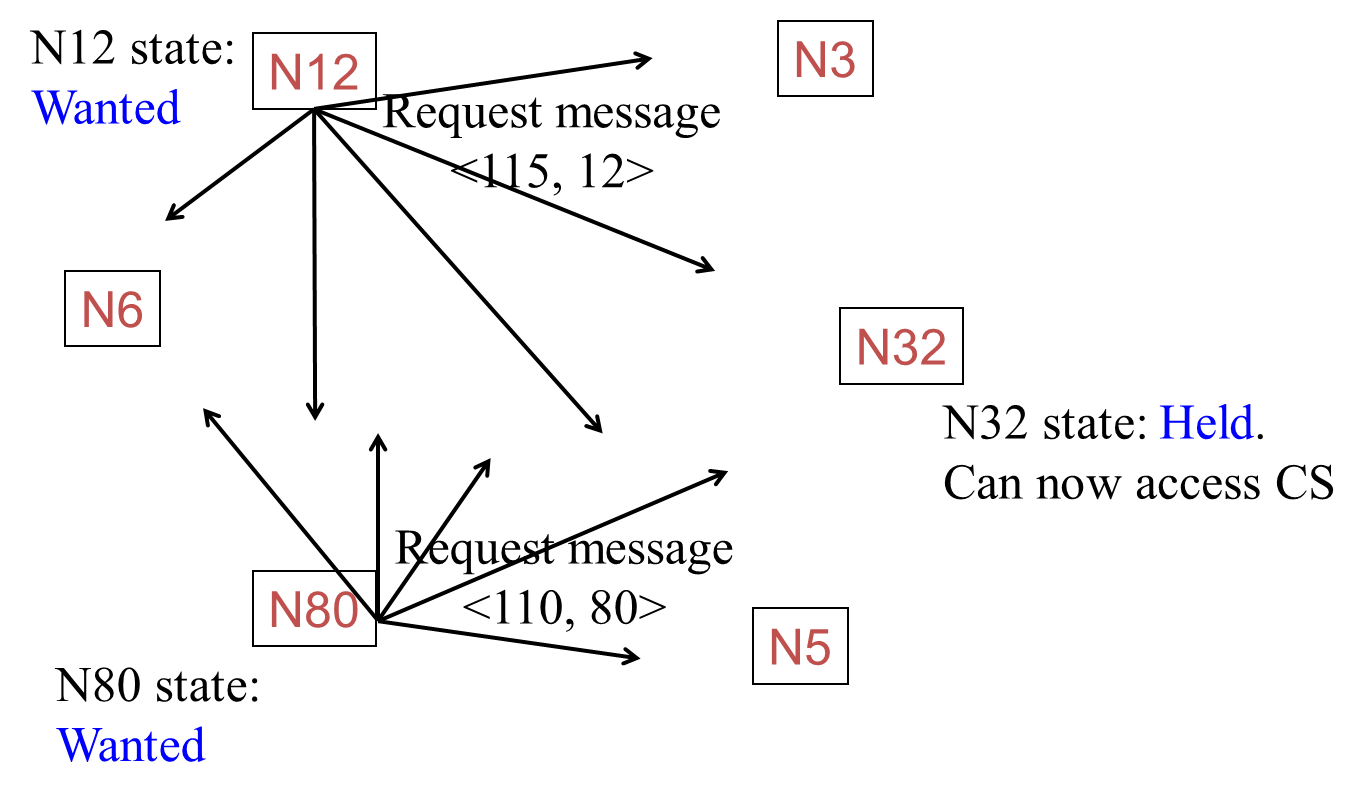 N12 state:
Wanted
N12
N3
Request message
<115, 12>
N6
N32
N32 state: Held.
Can now access CS
Request message
<110, 80>
N80
N5
N80 state:
Wanted